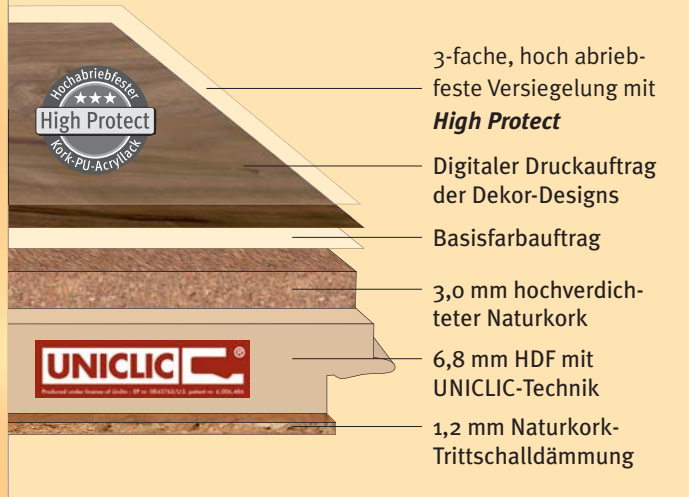 Hochabriebfester
High Protect
Kork-PU-Acryllack
3-fache, hoch abrieb-
feste Versiegelung mit
High Protect
Digitaler Druckauftrag
der Dekor-Designs
Basisfarbauftrag
3,0 mm hochverdich-
teter Naturkork
UNICLIC®
6,8 mm HDF mit
UNICLIC-Technik
1,2 mm Naturkork-
Trittschalldämmung